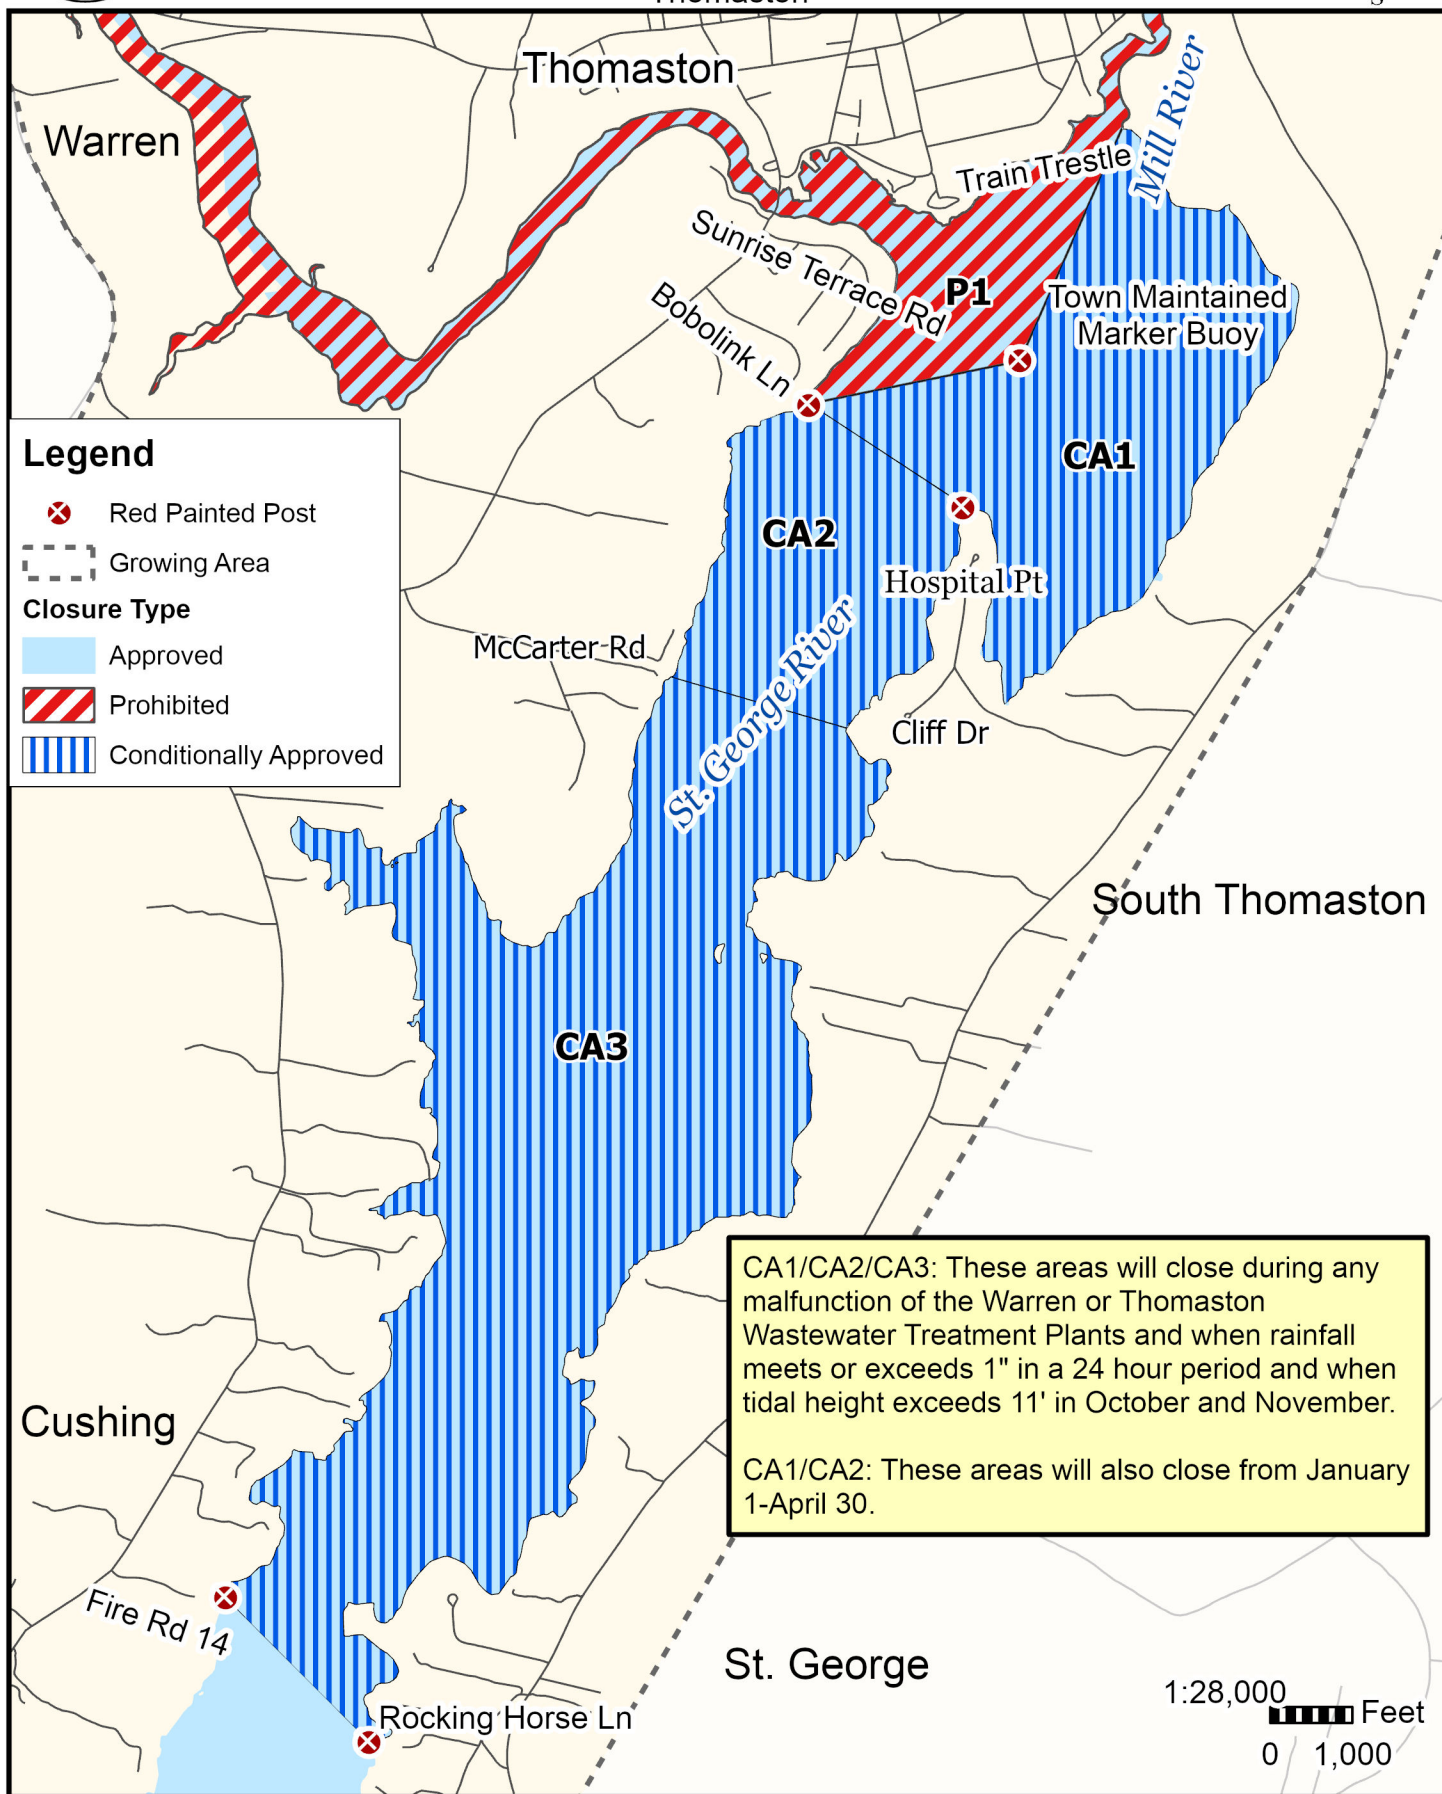 Thomaston
Thomaston
Warren
Mill River
Train Trestle
Sunrise Terrace Rd
P1
Town Maintained
Marker Buoy
Bobolink Ln
CA1
Legend
Red Painted Post
Growing Area
Closure Type
Approved
Prohibited
Conditionally Approved
CA2
Hospital Pt
McCarter Rd
St. George River
Cliff Dr
South Thomaston
CA3
CA1/CA2/CA3: These areas will close during any
malfunction of the Warren or Thomaston
Wastewater Treatment Plants and when rainfall
meets or exceeds 1" in a 24 hour period and when
tidal height exceeds 11' in October and November.
CA1/CA2: These areas will also close from January
1-April 30.
Cushing
Fire Rd 14
St. George
Rocking Horse Ln
1:28,000
Feet
0 1,000